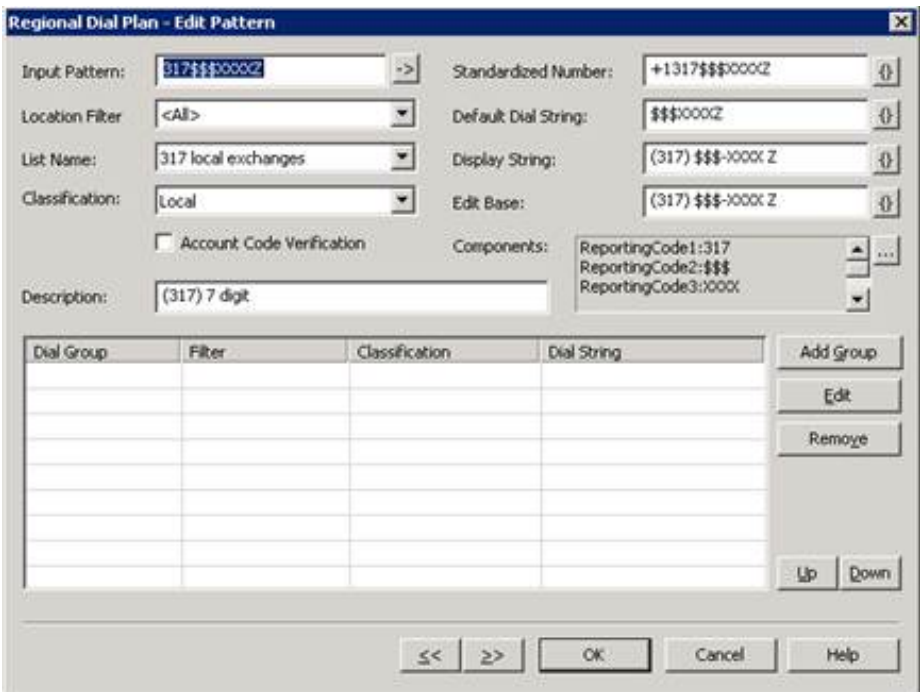 Regional Dial Plan - Edit Pattern
Input Pattern: 317$$$XXXXZ -> Standardized Number: +1317$$$XXXXZ {}
Location Filter <All> Default Dial String: $$$XXXXZ {}
List Name: 317 local exchanges Display String: (317) $$$-XXXX Z {}
Classification: Local Edit Base: (317) $$$-XXXX Z {}
Account Code Verification Components: ReportingCode1:317 ...
ReportingCode2:$$$
ReportingCode3:XXXX
Description: (317) 7 digit
Dial Group Filter Classification Dial String Add Group
Edit
Remove
Up Down
<< >> OK Cancel Help